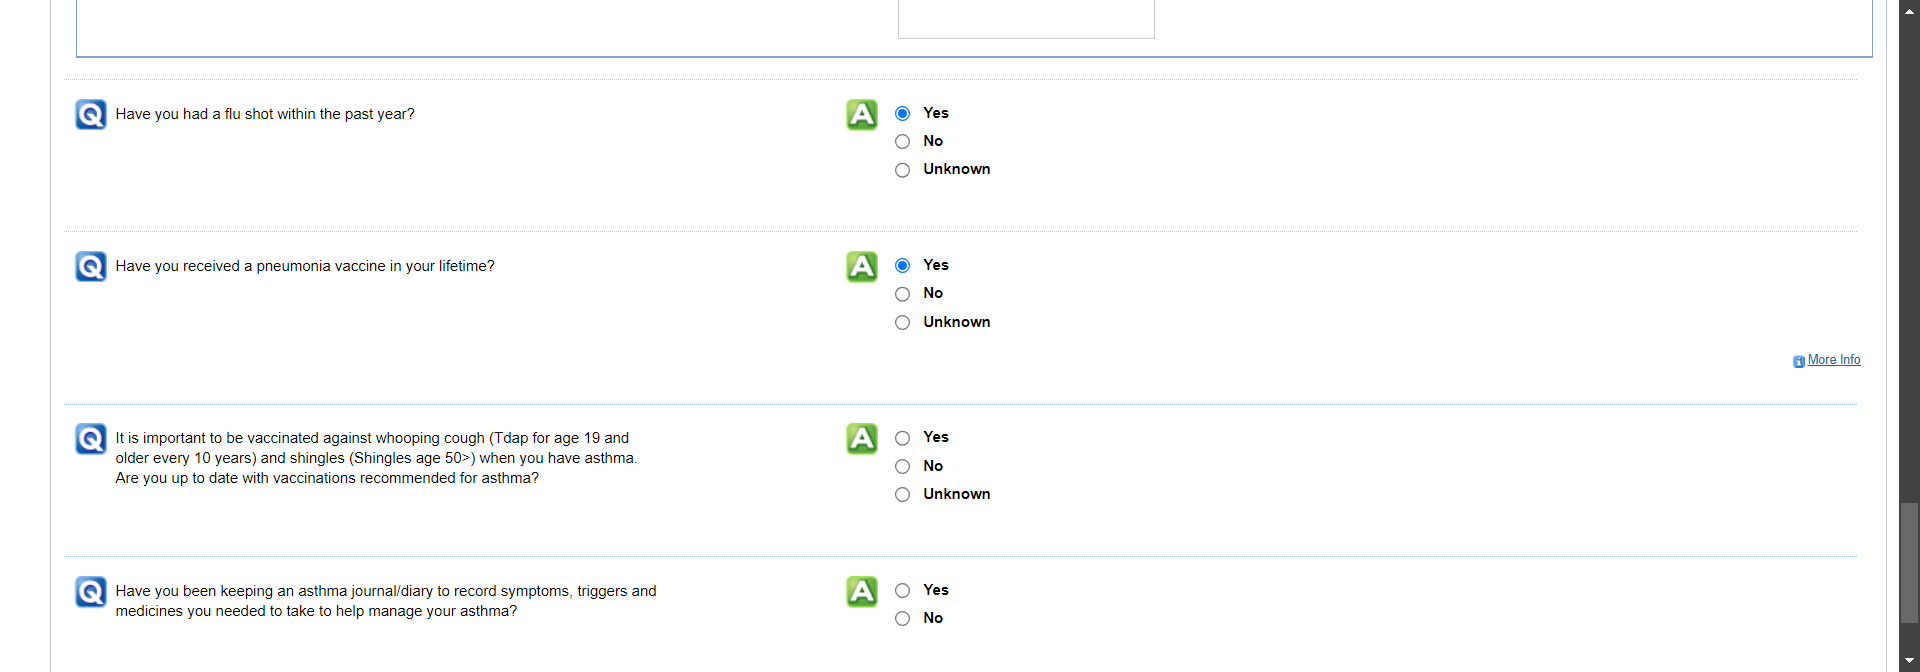 Q Have you had a flu shot within the past year?
A Yes
No
Unknown
Q Have you received a pneumonia vaccine in your lifetime?
A Yes
No
Unknown
i More Info
Q It is important to be vaccinated against whooping cough (Tdap for age 19 and
older every 10 years) and shingles (Shingles age 50>) when you have asthma.
Are you up to date with vaccinations recommended for asthma?
A Yes
No
Unknown
Q Have you been keeping an asthma journal/diary to record symptoms, triggers and
medicines you needed to take to help manage your asthma?
A Yes
No